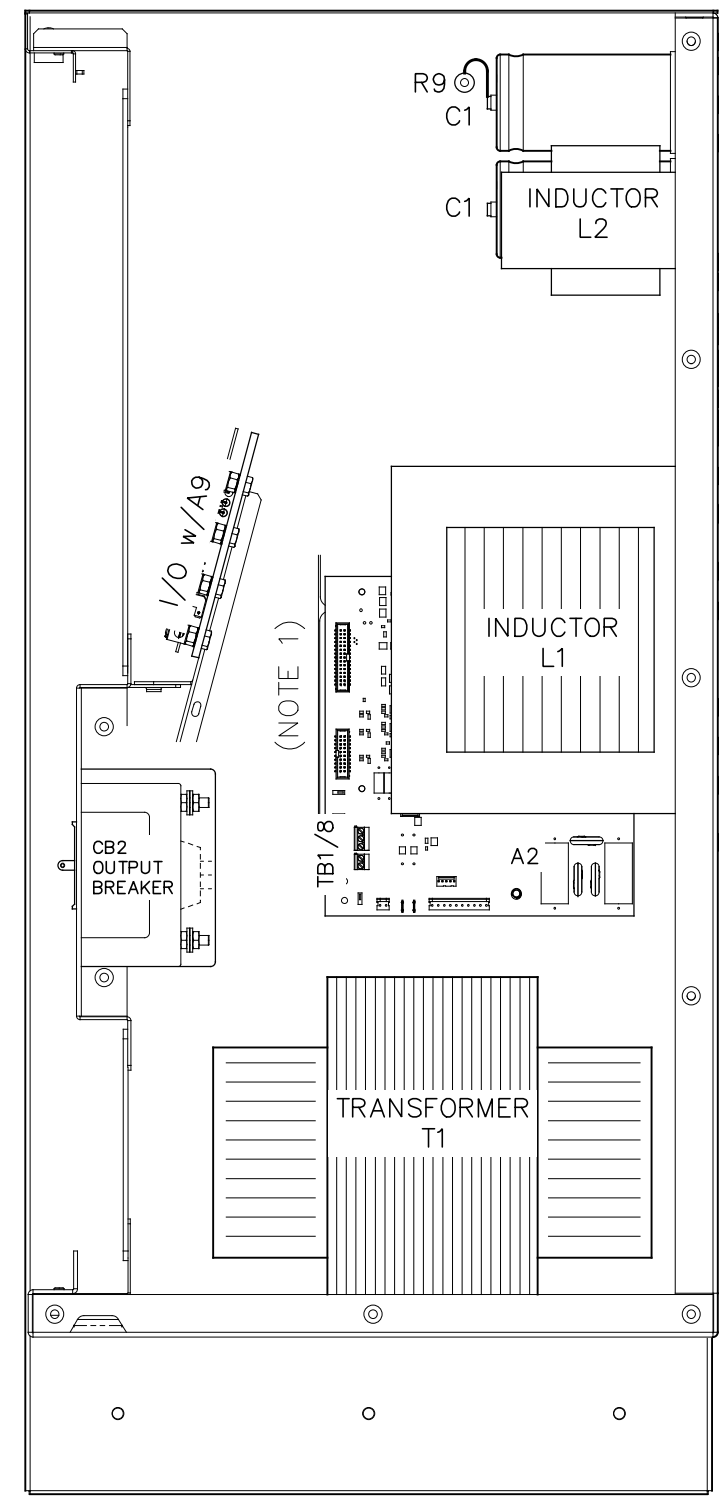 R9
C1
C1
INDUCTOR
L2
I/O w/A9
(NOTE 1)
INDUCTOR
L1
TB1/8
CB2
OUTPUT
BREAKER
A2
TRANSFORMER
T1